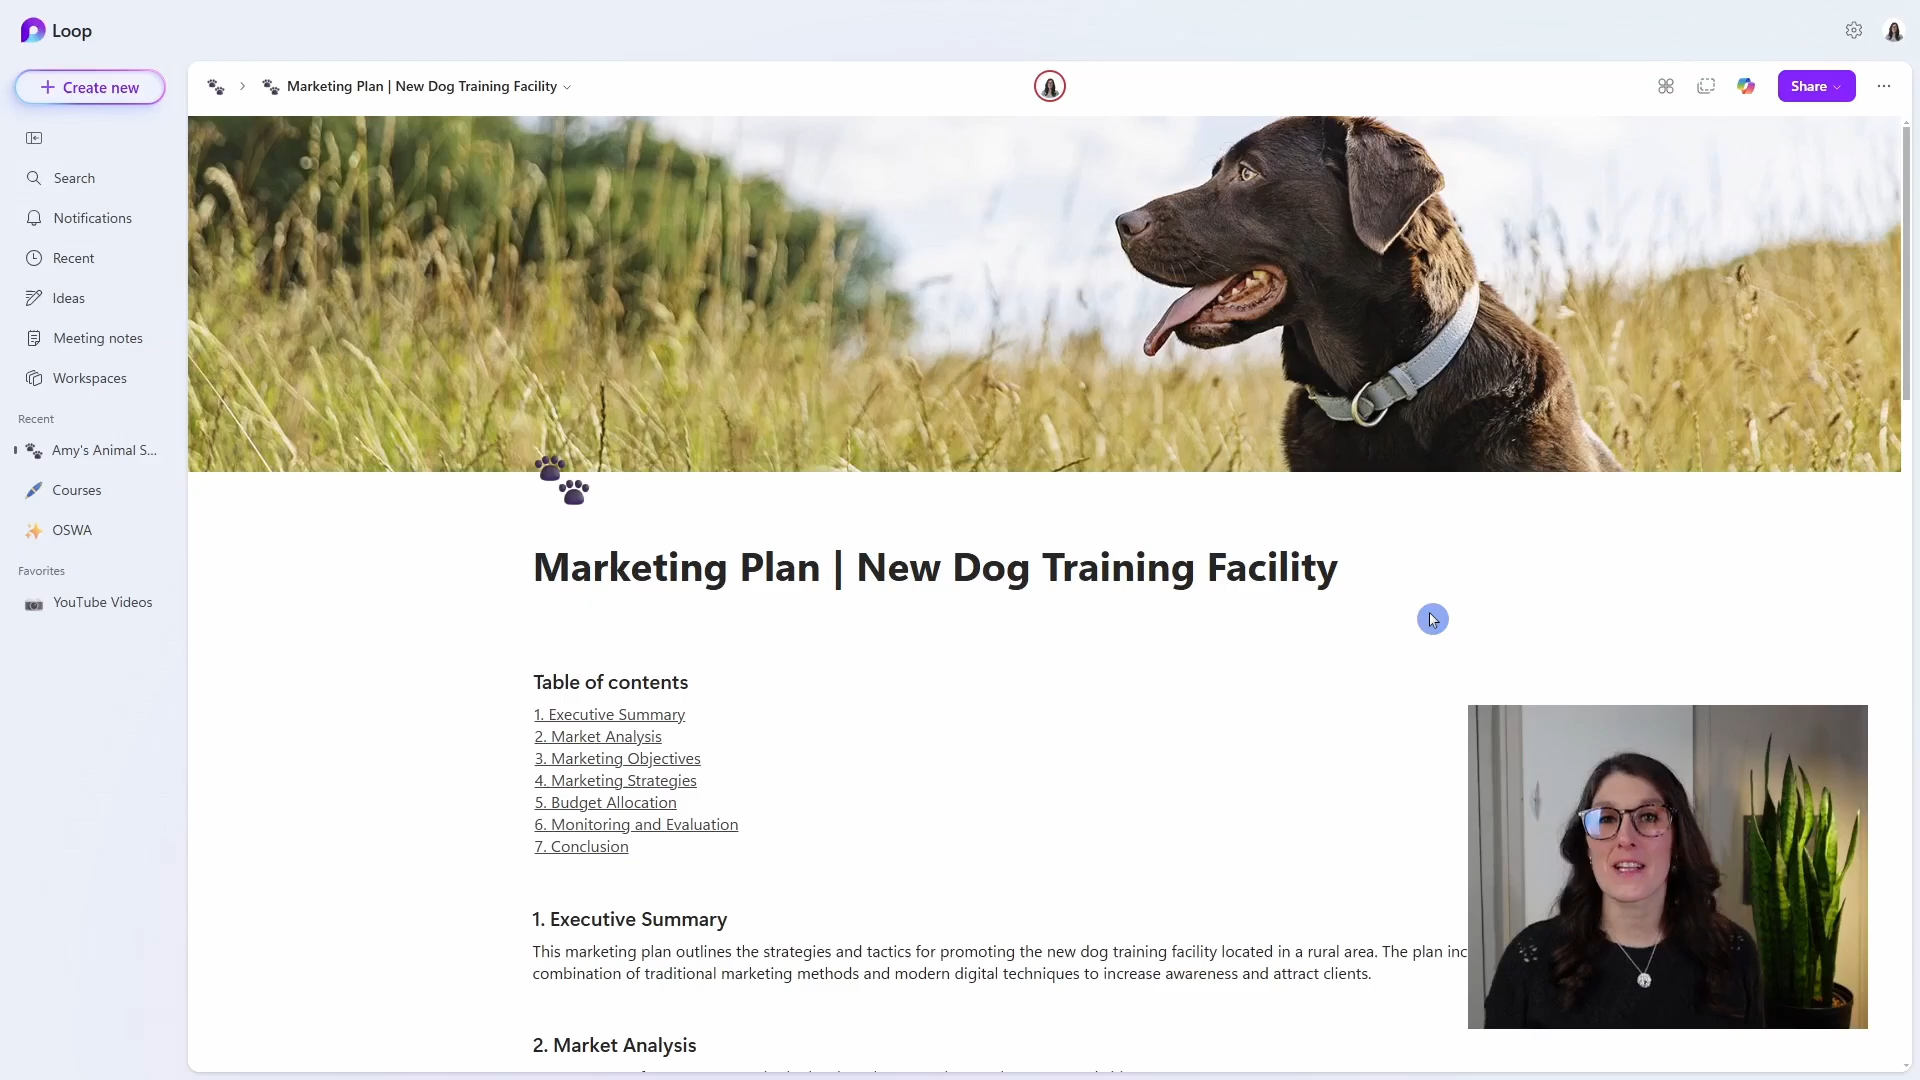 Loop
Create new
Search
Notifications
Recent
Ideas
Meeting notes
Workspaces
Recent
Amy's Animal S...
Courses
OSWA
Favorites
YouTube Videos
Marketing Plan | New Dog Training Facility
Share
Marketing Plan | New Dog Training Facility
Table of contents
1. Executive Summary
2. Market Analysis
3. Marketing Objectives
4. Marketing Strategies
5. Budget Allocation
6. Monitoring and Evaluation
7. Conclusion
1. Executive Summary
This marketing plan outlines the strategies and tactics for promoting the new dog training facility located in a rural area. The plan inc
combination of traditional marketing methods and modern digital techniques to increase awareness and attract clients.
2. Market Analysis